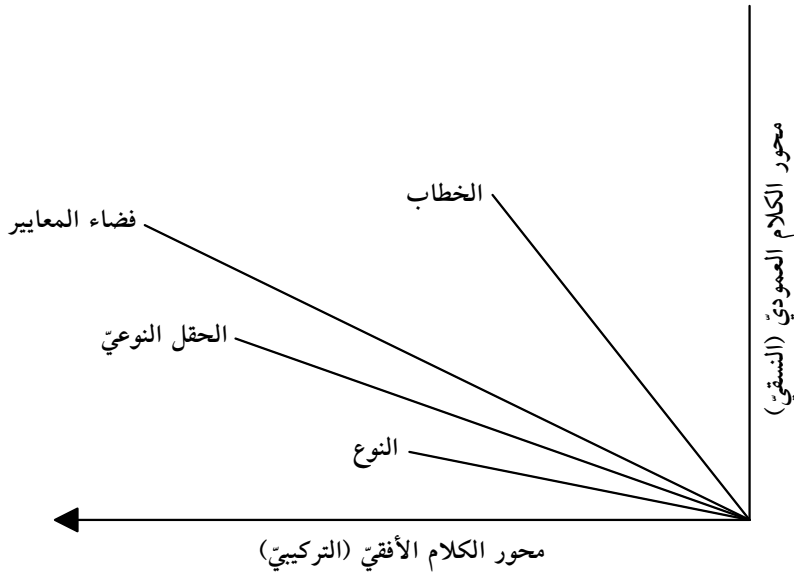 محور الكلام العموديّ (النسقيّ)
الخطاب
فضاء المعايير
الحقل النوعيّ
النوع
محور الكلام الأفقيّ (التركيبيّ)